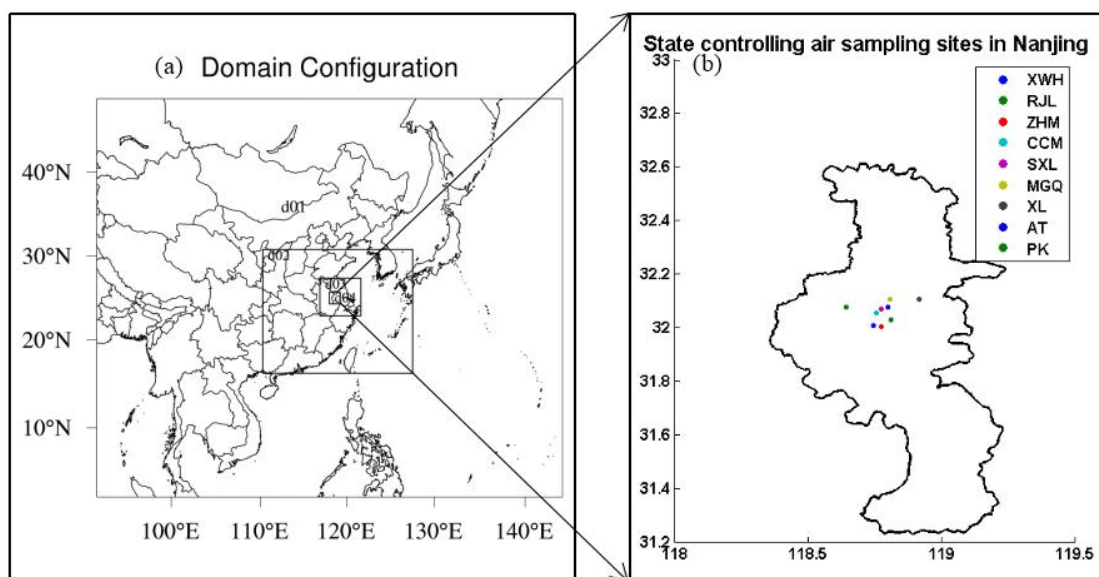 (a) Domain Configuration
40°N
30°N
20°N
10°N
100°E 110°E 120°E 130°E 140°E
d01
d02
d03
d04
State controlling air sampling sites in Nanjing
(b)
33
32.8
32.6
32.4
32.2
32
31.8
31.6
31.4
31.2
118 118.5 119 119.5
XWH
RJL
ZHM
CCM
SXL
MGQ
XL
AT
PK